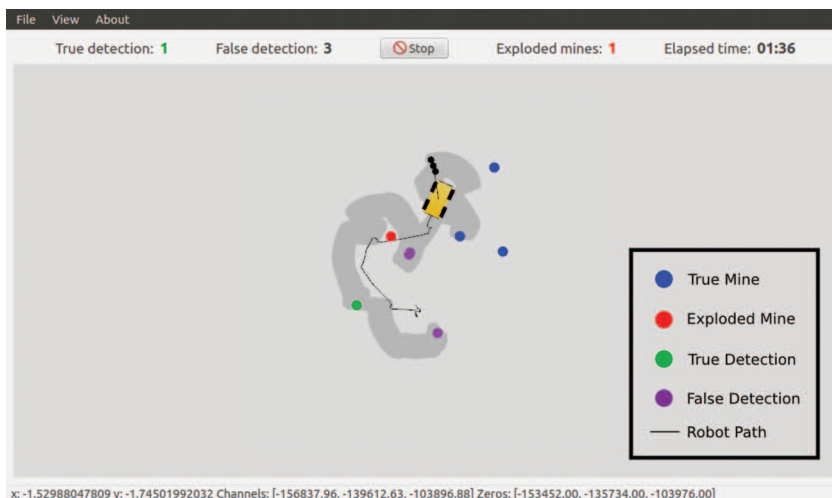 File View About
True detection: 1 False detection: 3 Stop Exploded mines: 1 Elapsed time: 01:36
True Mine
Exploded Mine
True Detection
False Detection
Robot Path
x: -1.52988047809 y: -1.74501992032 Channels: [-156837.96, -139612.63, -103896.88] Zeros: [-153452.00, -135734.00, -103976.00]